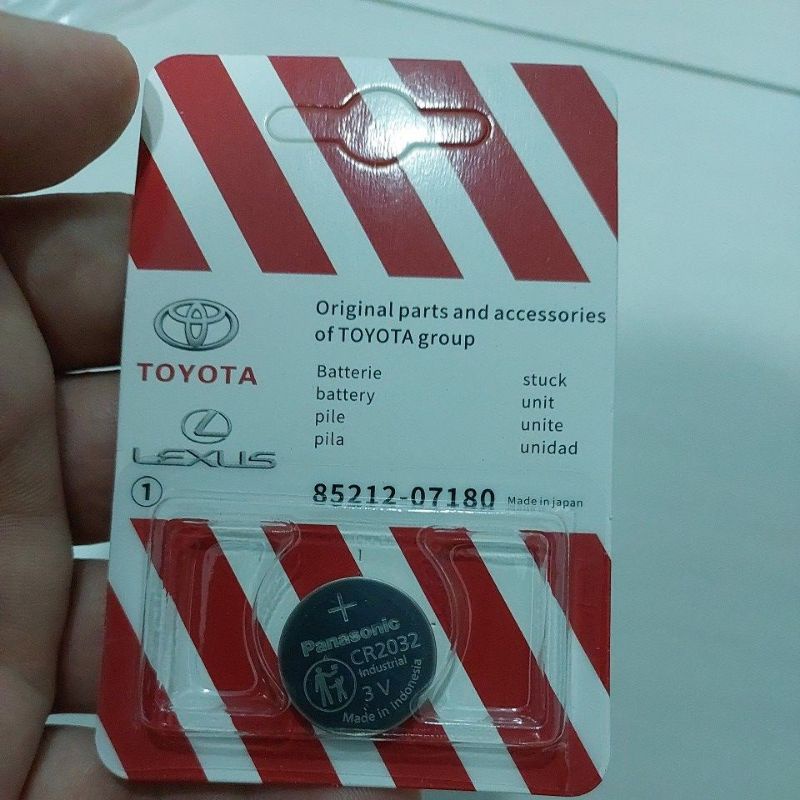 Original parts and accessories
of TOYOTA group
TOYOTA
Batterie stuck
battery unit
pile unite
pila unidad
LEXUS
1
85212-07180 Made in japan
+
Panasonic
CR2032
Industrial
3 V
Made in Indonesia